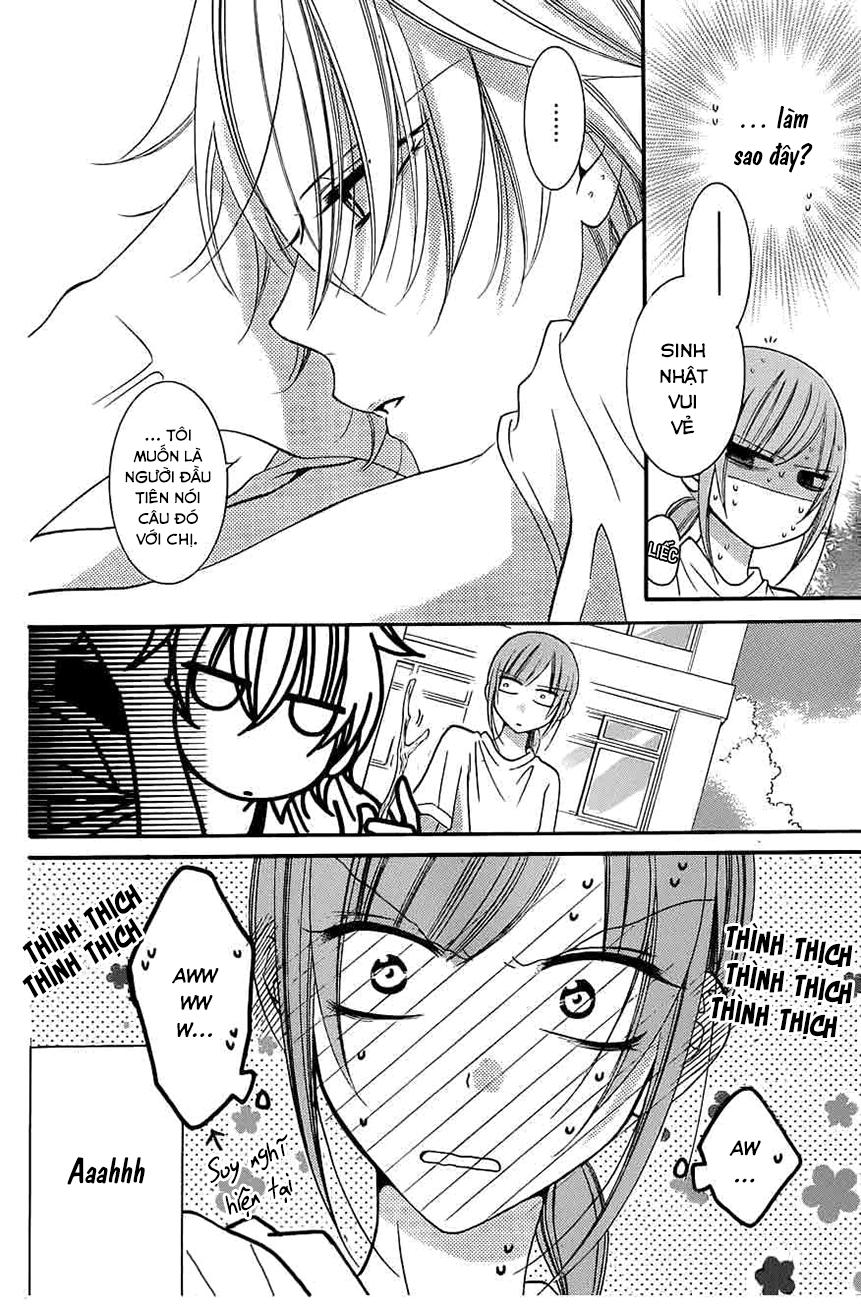 ... làm
sao đây?
SINH
NHẬT
VUI
VẺ
LIẾC
......
... TÔI
MUỐN LÀ
NGƯỜI ĐẦU
TIÊN NÓI
CÂU ĐÓ
VỚI CHỊ.
THÌNH THỊCH
THÌNH THỊCH
THÌNH THỊCH
AW
...
THÌNH THỊCH
THÌNH THỊCH
AWW
WW
W...
Suy nghĩ
hiện tại
Aaahhh